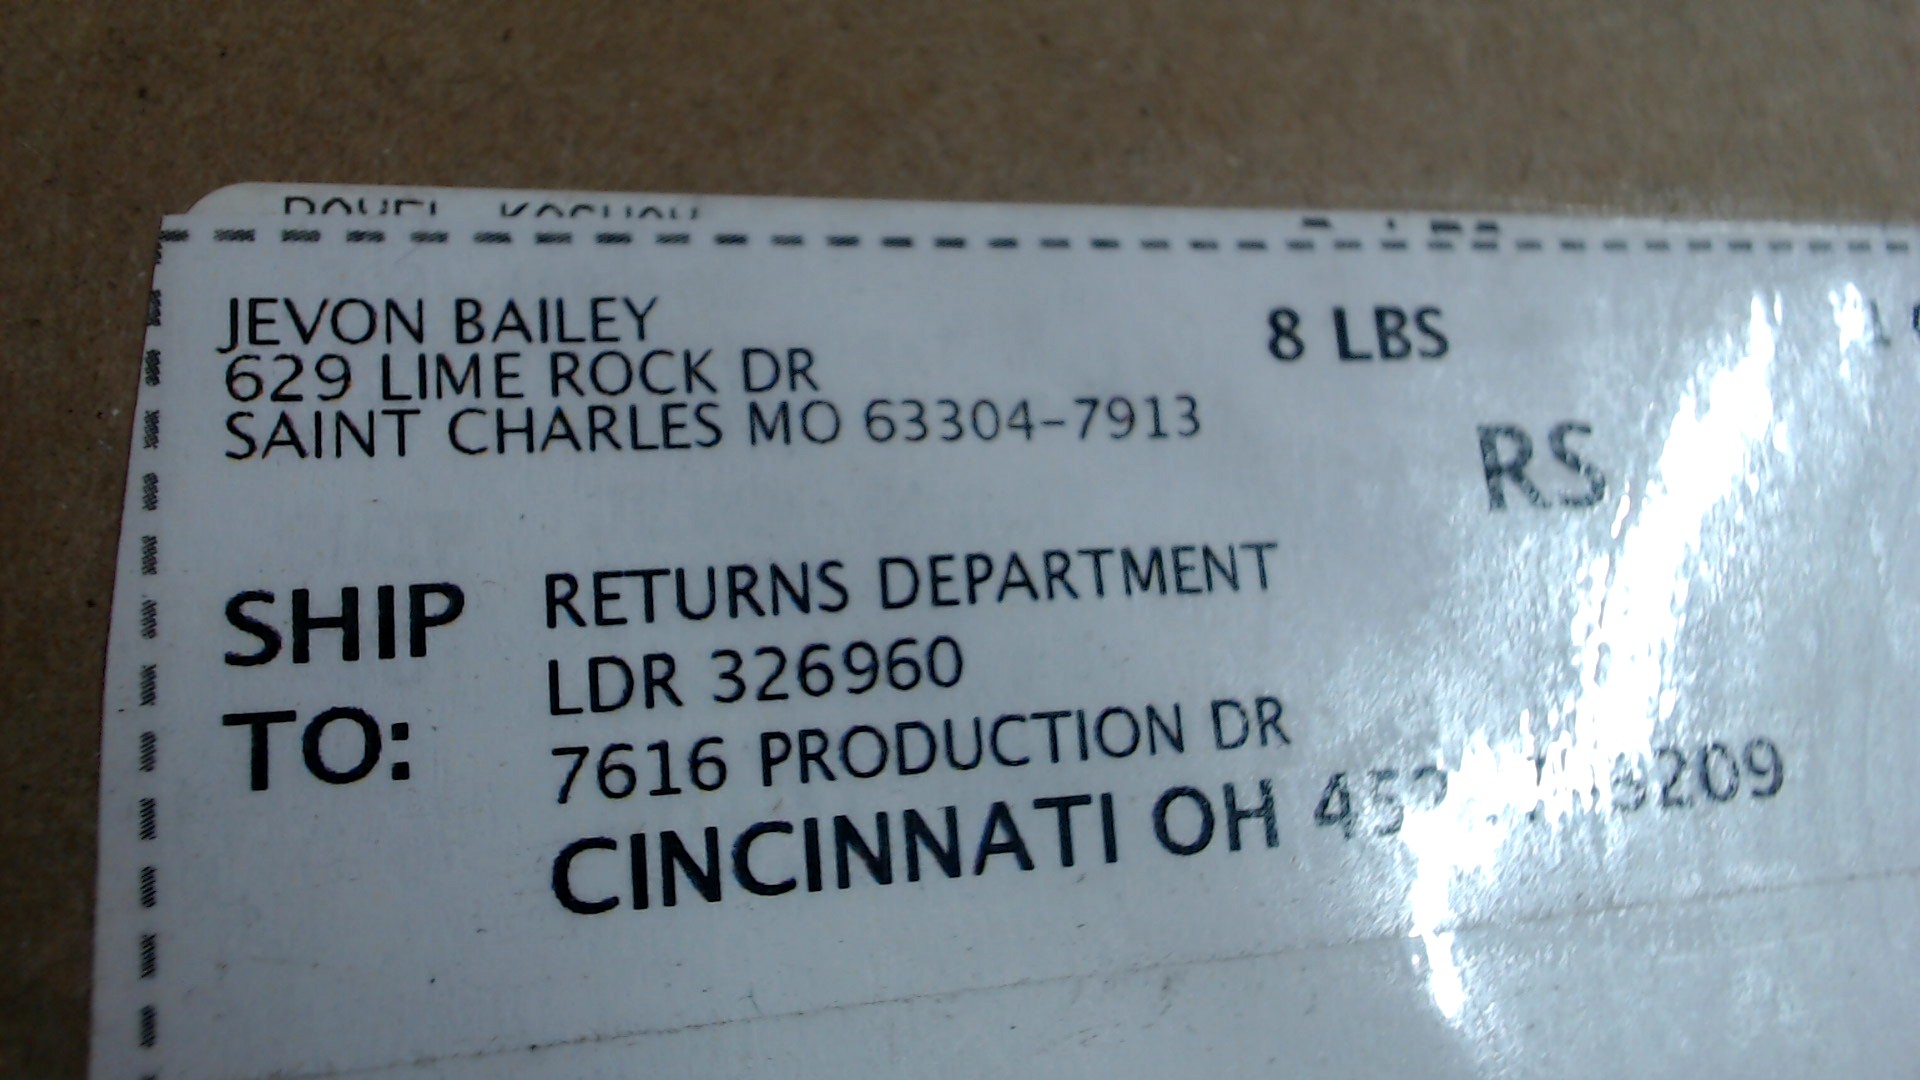 JEVON BAILEY
8 LBS
629 LIME ROCK DR
SAINT CHARLES MO 63304-7913
RS
SHIP TO:
RETURNS DEPARTMENT
LDR 326960
7616 PRODUCTION DR
CINCINNATI OH